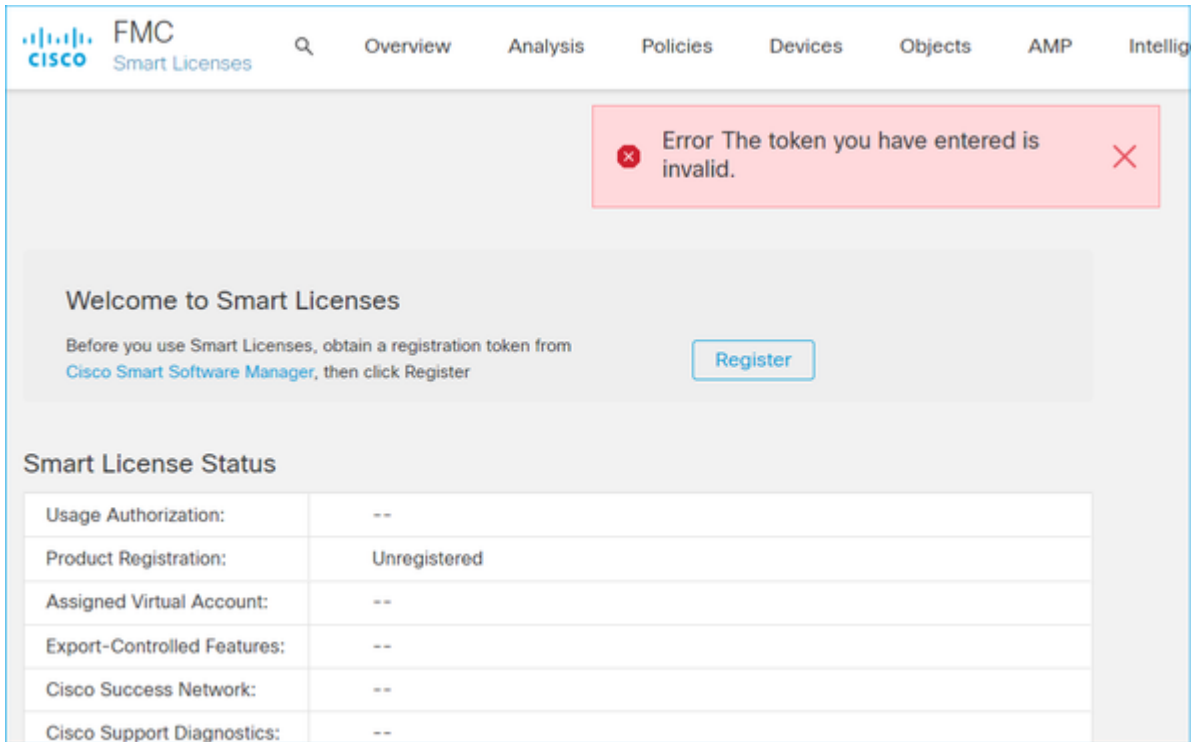 CISCO
FMC
Smart Licenses
Overview Analysis Policies Devices Objects AMP Intellig
Error The token you have entered is
invalid.
Welcome to Smart Licenses
Before you use Smart Licenses, obtain a registration token from
Cisco Smart Software Manager, then click Register
Register
Smart License Status
Usage Authorization: --
Product Registration: Unregistered
Assigned Virtual Account: --
Export-Controlled Features: --
Cisco Success Network: --
Cisco Support Diagnostics: --